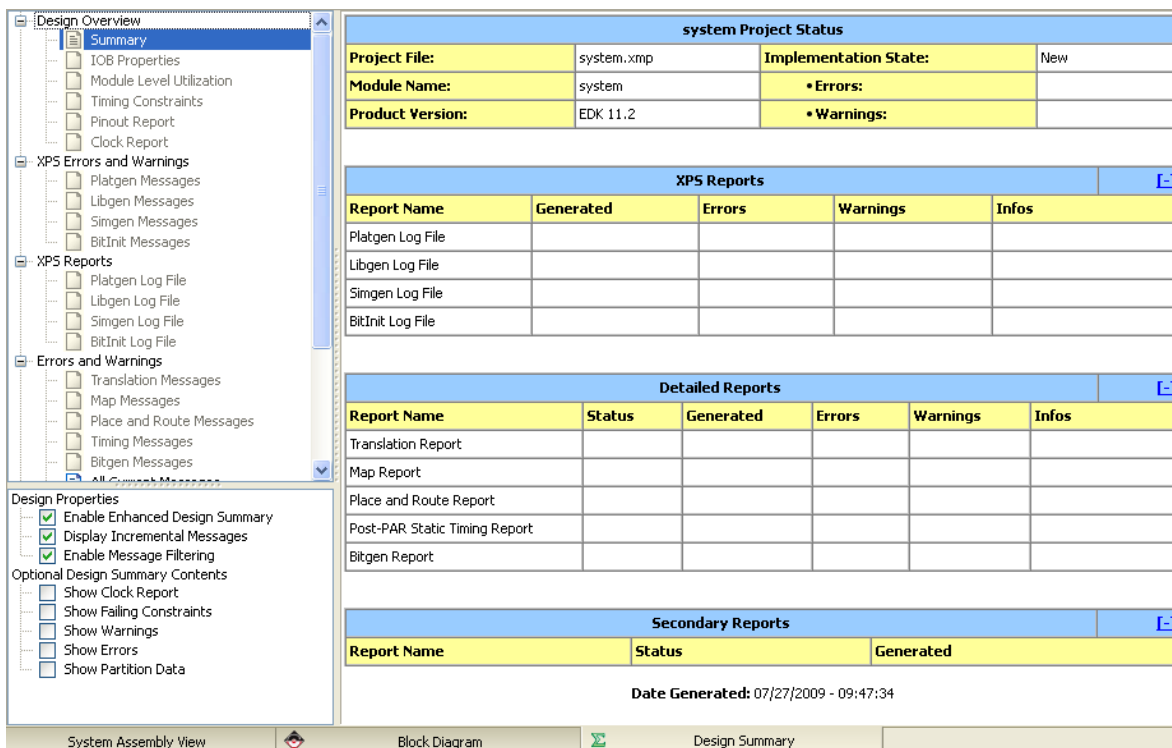 Design Overview
Summary
IOB Properties
Module Level Utilization
Timing Constraints
Pinout Report
Clock Report
XPS Errors and Warnings
Platgen Messages
Libgen Messages
Simgen Messages
BitInit Messages
XPS Reports
Platgen Log File
Libgen Log File
Simgen Log File
BitInit Log File
Errors and Warnings
Translation Messages
Map Messages
Place and Route Messages
Timing Messages
Bitgen Messages
All Current Messages
Design Properties
Enable Enhanced Design Summary
Display Incremental Messages
Enable Message Filtering
Optional Design Summary Contents
Show Clock Report
Show Failing Constraints
Show Warnings
Show Errors
Show Partition Data
system Project Status
Project File: system.xmp Implementation State: New
Module Name: system • Errors:
Product Version: EDK 11.2 • Warnings:
XPS Reports [-]
Report Name Generated Errors Warnings Infos
Platgen Log File
Libgen Log File
Simgen Log File
BitInit Log File
Detailed Reports [-]
Report Name Status Generated Errors Warnings Infos
Translation Report
Map Report
Place and Route Report
Post-PAR Static Timing Report
Bitgen Report
Secondary Reports [-]
Report Name Status Generated
Date Generated: 07/27/2009 - 09:47:34
System Assembly View Block Diagram Σ Design Summary